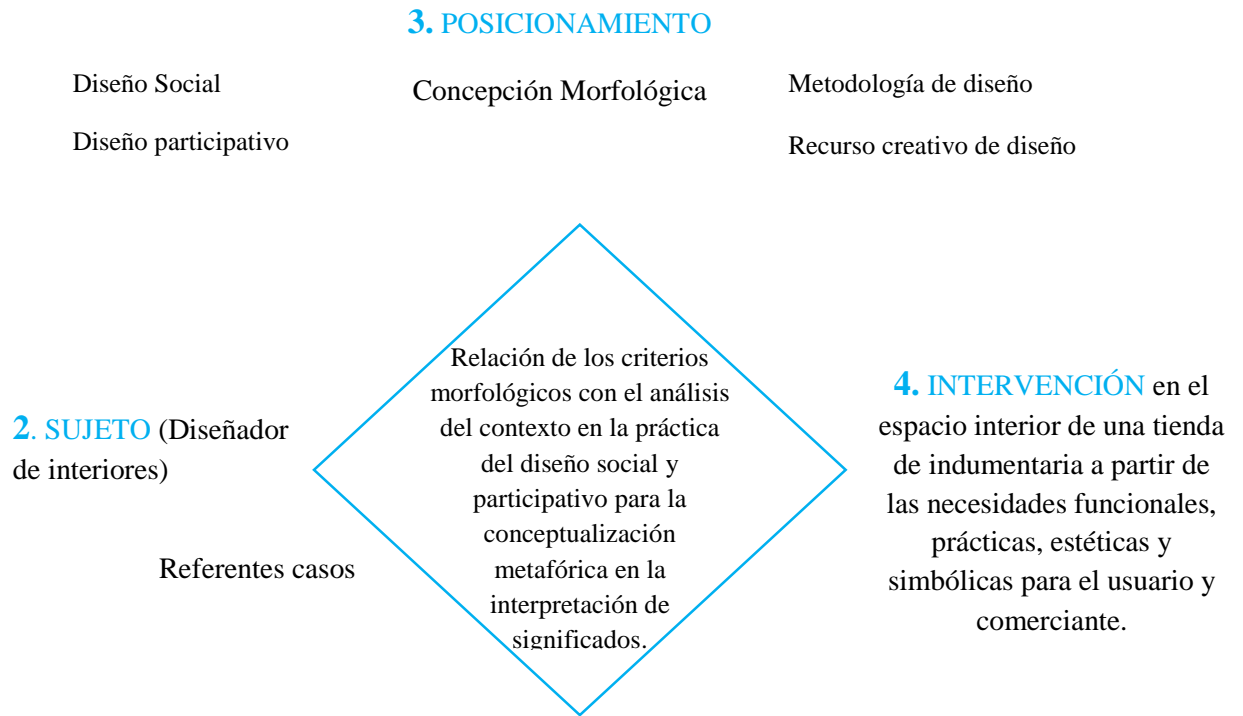 3. POSICIONAMIENTO
Diseño Social
Diseño participativo
Concepción Morfológica
Metodología de diseño
Recurso creativo de diseño
2. SUJETO (Diseñador
de interiores)
Referentes casos
Relación de los criterios
morfológicos con el análisis
del contexto en la práctica
del diseño social y
participativo para la
conceptualización
metafórica en la
interpretación de
significados.
4. INTERVENCIÓN en el
espacio interior de una tienda
de indumentaria a partir de
las necesidades funcionales,
prácticas, estéticas y
simbólicas para el usuario y
comerciante.